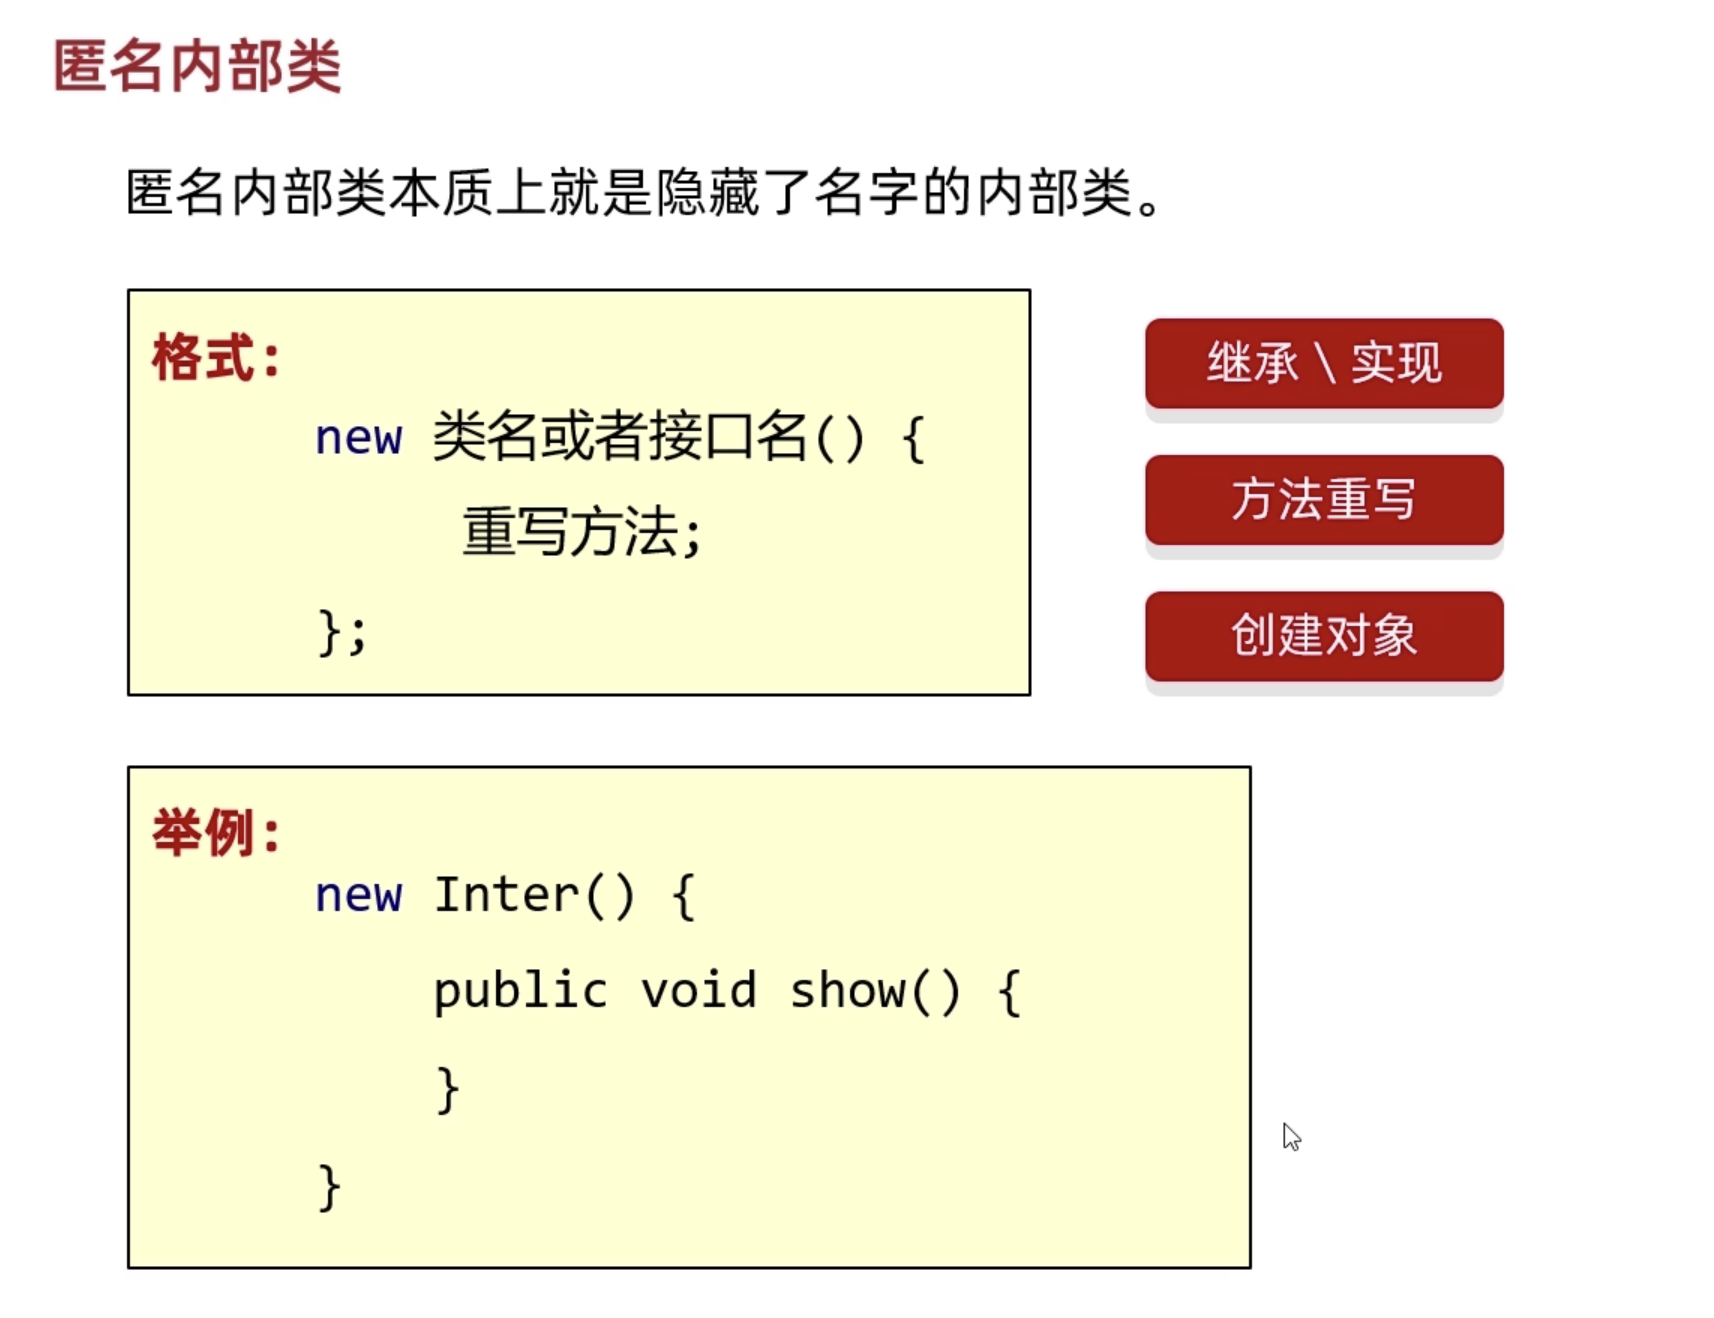 匿名内部类
匿名内部类本质上就是隐藏了名字的内部类。
格式：
new 类名或者接口名() {
重写方法;
};
继承 \ 实现
方法重写
创建对象
举例：
new Inter() {
public void show() {
}
}